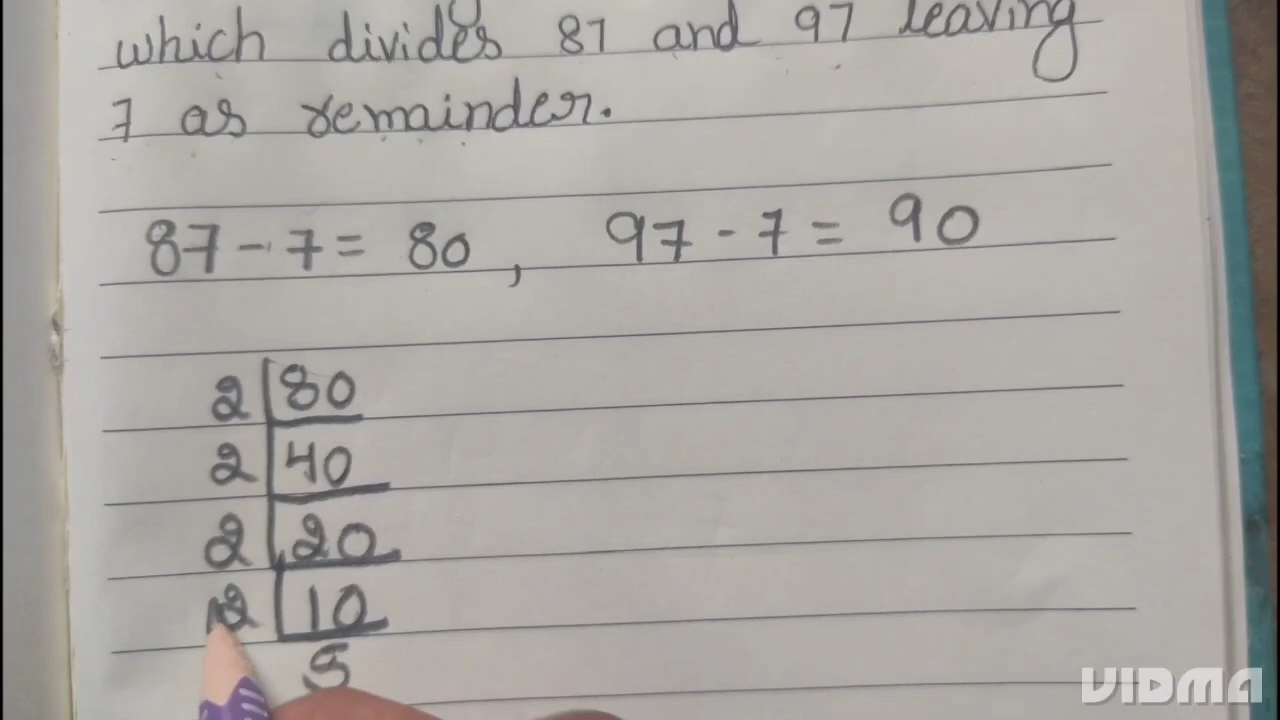 which divides 87 and 97 leaving
7 as remainder.
87 - 7 = 80, 97 - 7 = 90
2 80
2 40
2 20
2 10
5
VIDMA